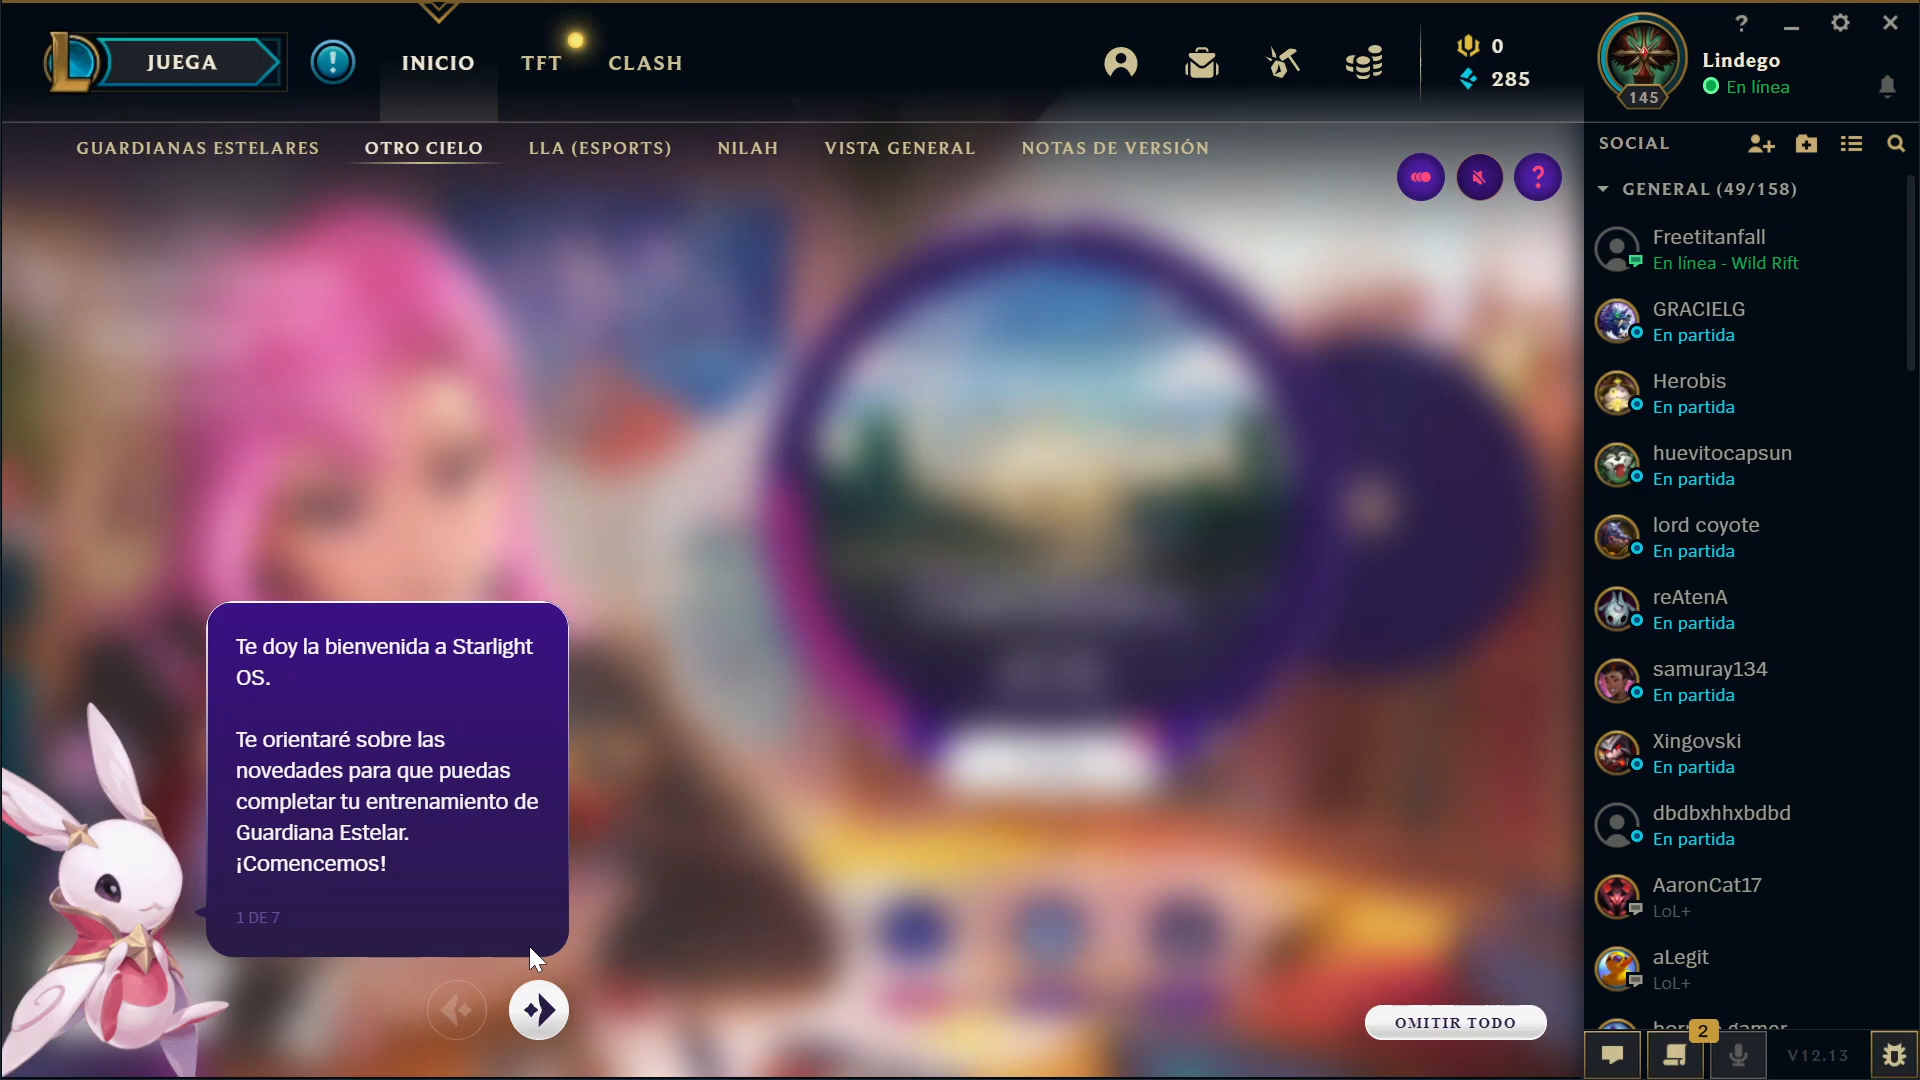 JUEGA
INICIO
TFT
CLASH
0
285
145
Lindego
En línea
GUARDIANAS ESTELARES
OTRO CIELO
LLA (ESPORTS)
NILAH
VISTA GENERAL
NOTAS DE VERSIÓN
SOCIAL
GENERAL (49/158)
Freetitanfall
En línea - Wild Rift
GRACIELG
En partida
Herobis
En partida
huevitocapsun
En partida
lord coyote
En partida
reAtenA
En partida
samuray134
En partida
Xingovski
En partida
dbdbxhhxbdbd
En partida
AaronCat17
LoL+
aLegit
LoL+
Te doy la bienvenida a Starlight
OS.
Te orientaré sobre las
novedades para que puedas
completar tu entrenamiento de
Guardiana Estelar.
¡Comencemos!
1 DE 7
OMITIR TODO
2
V12.13